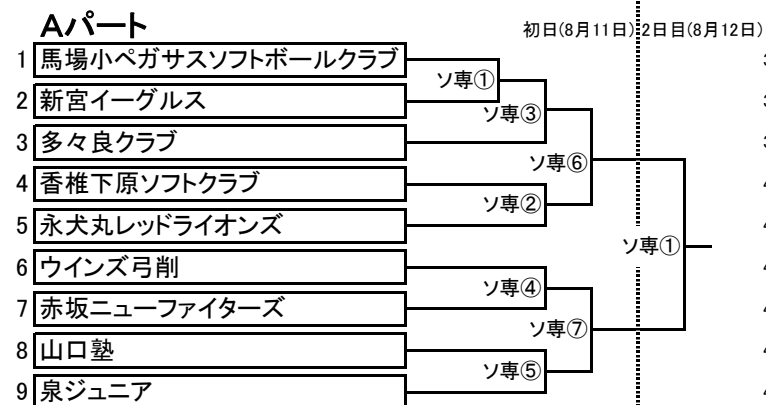 Aパート
初日(8月11日) 2日目(8月12日)
1 馬場小ペガサスソフトボールクラブ
ソ専①
2 新宮イーグルス
ソ専③
3 多々良クラブ
ソ専⑥
4 香椎下原ソフトクラブ
ソ専②
5 永犬丸レッドライオンズ
ソ専①
6 ウインズ弓削
ソ専④
7 赤坂ニューファイターズ
ソ専⑦
8 山口塾
ソ専⑤
9 泉ジュニア